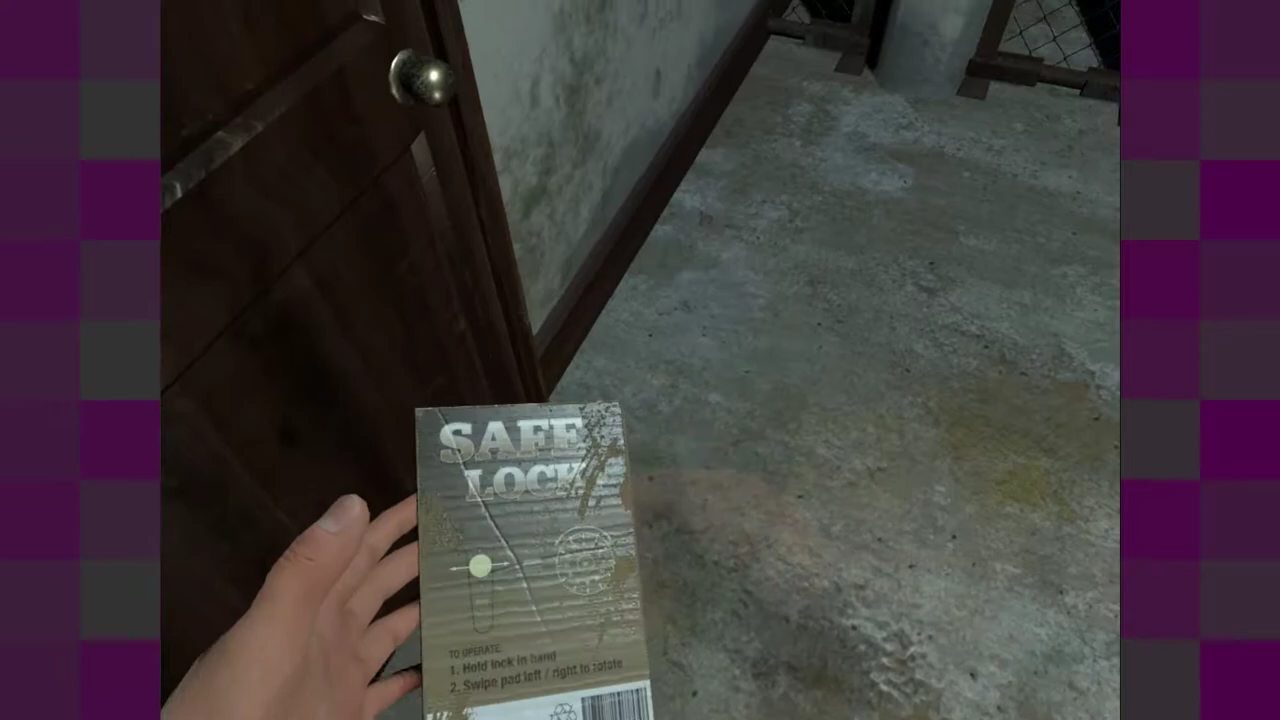 SAFE
LOCK
TO OPERATE:
1. Hold lock in hand
2. Swipe pad left / right to rotate